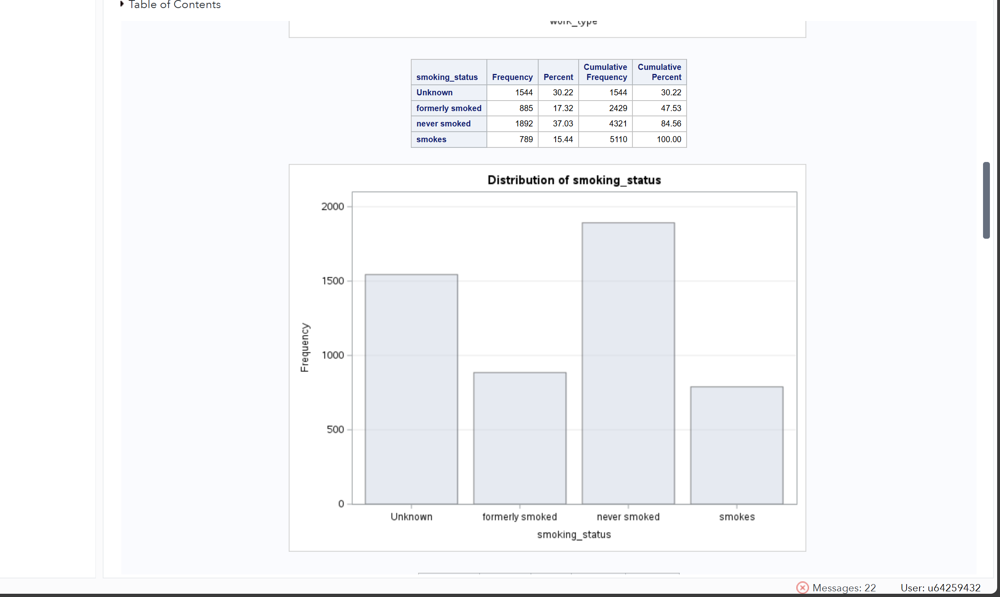 Table of Contents
work_type
smoking_status Frequency Percent Cumulative Frequency Cumulative Percent
Unknown 1544 30.22 1544 30.22
formerly smoked 885 17.32 2429 47.53
never smoked 1892 37.03 4321 84.56
smokes 789 15.44 5110 100.00
Distribution of smoking_status
2000
1500
1000
500
0
Frequency
Unknown formerly smoked never smoked smokes
smoking_status
Messages: 22 User: u64259432